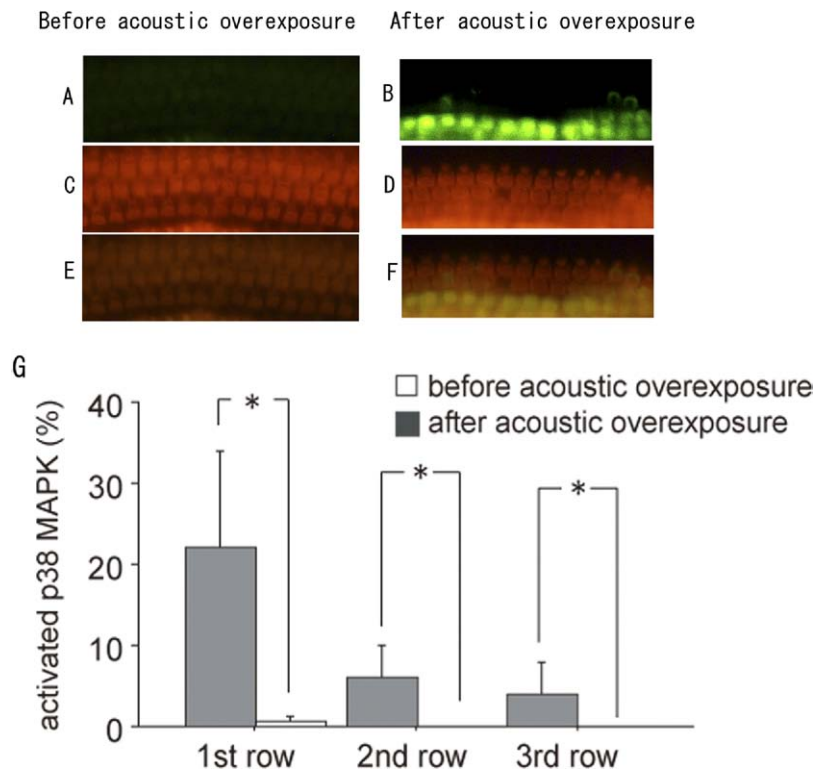 Before acoustic overexposure
After acoustic overexposure
A
B
C
D
E
F
G
before acoustic overexposure
after acoustic overexposure
activated p38 MAPK (%)
40
30
20
10
0
*
*
*
1st row
2nd row
3rd row